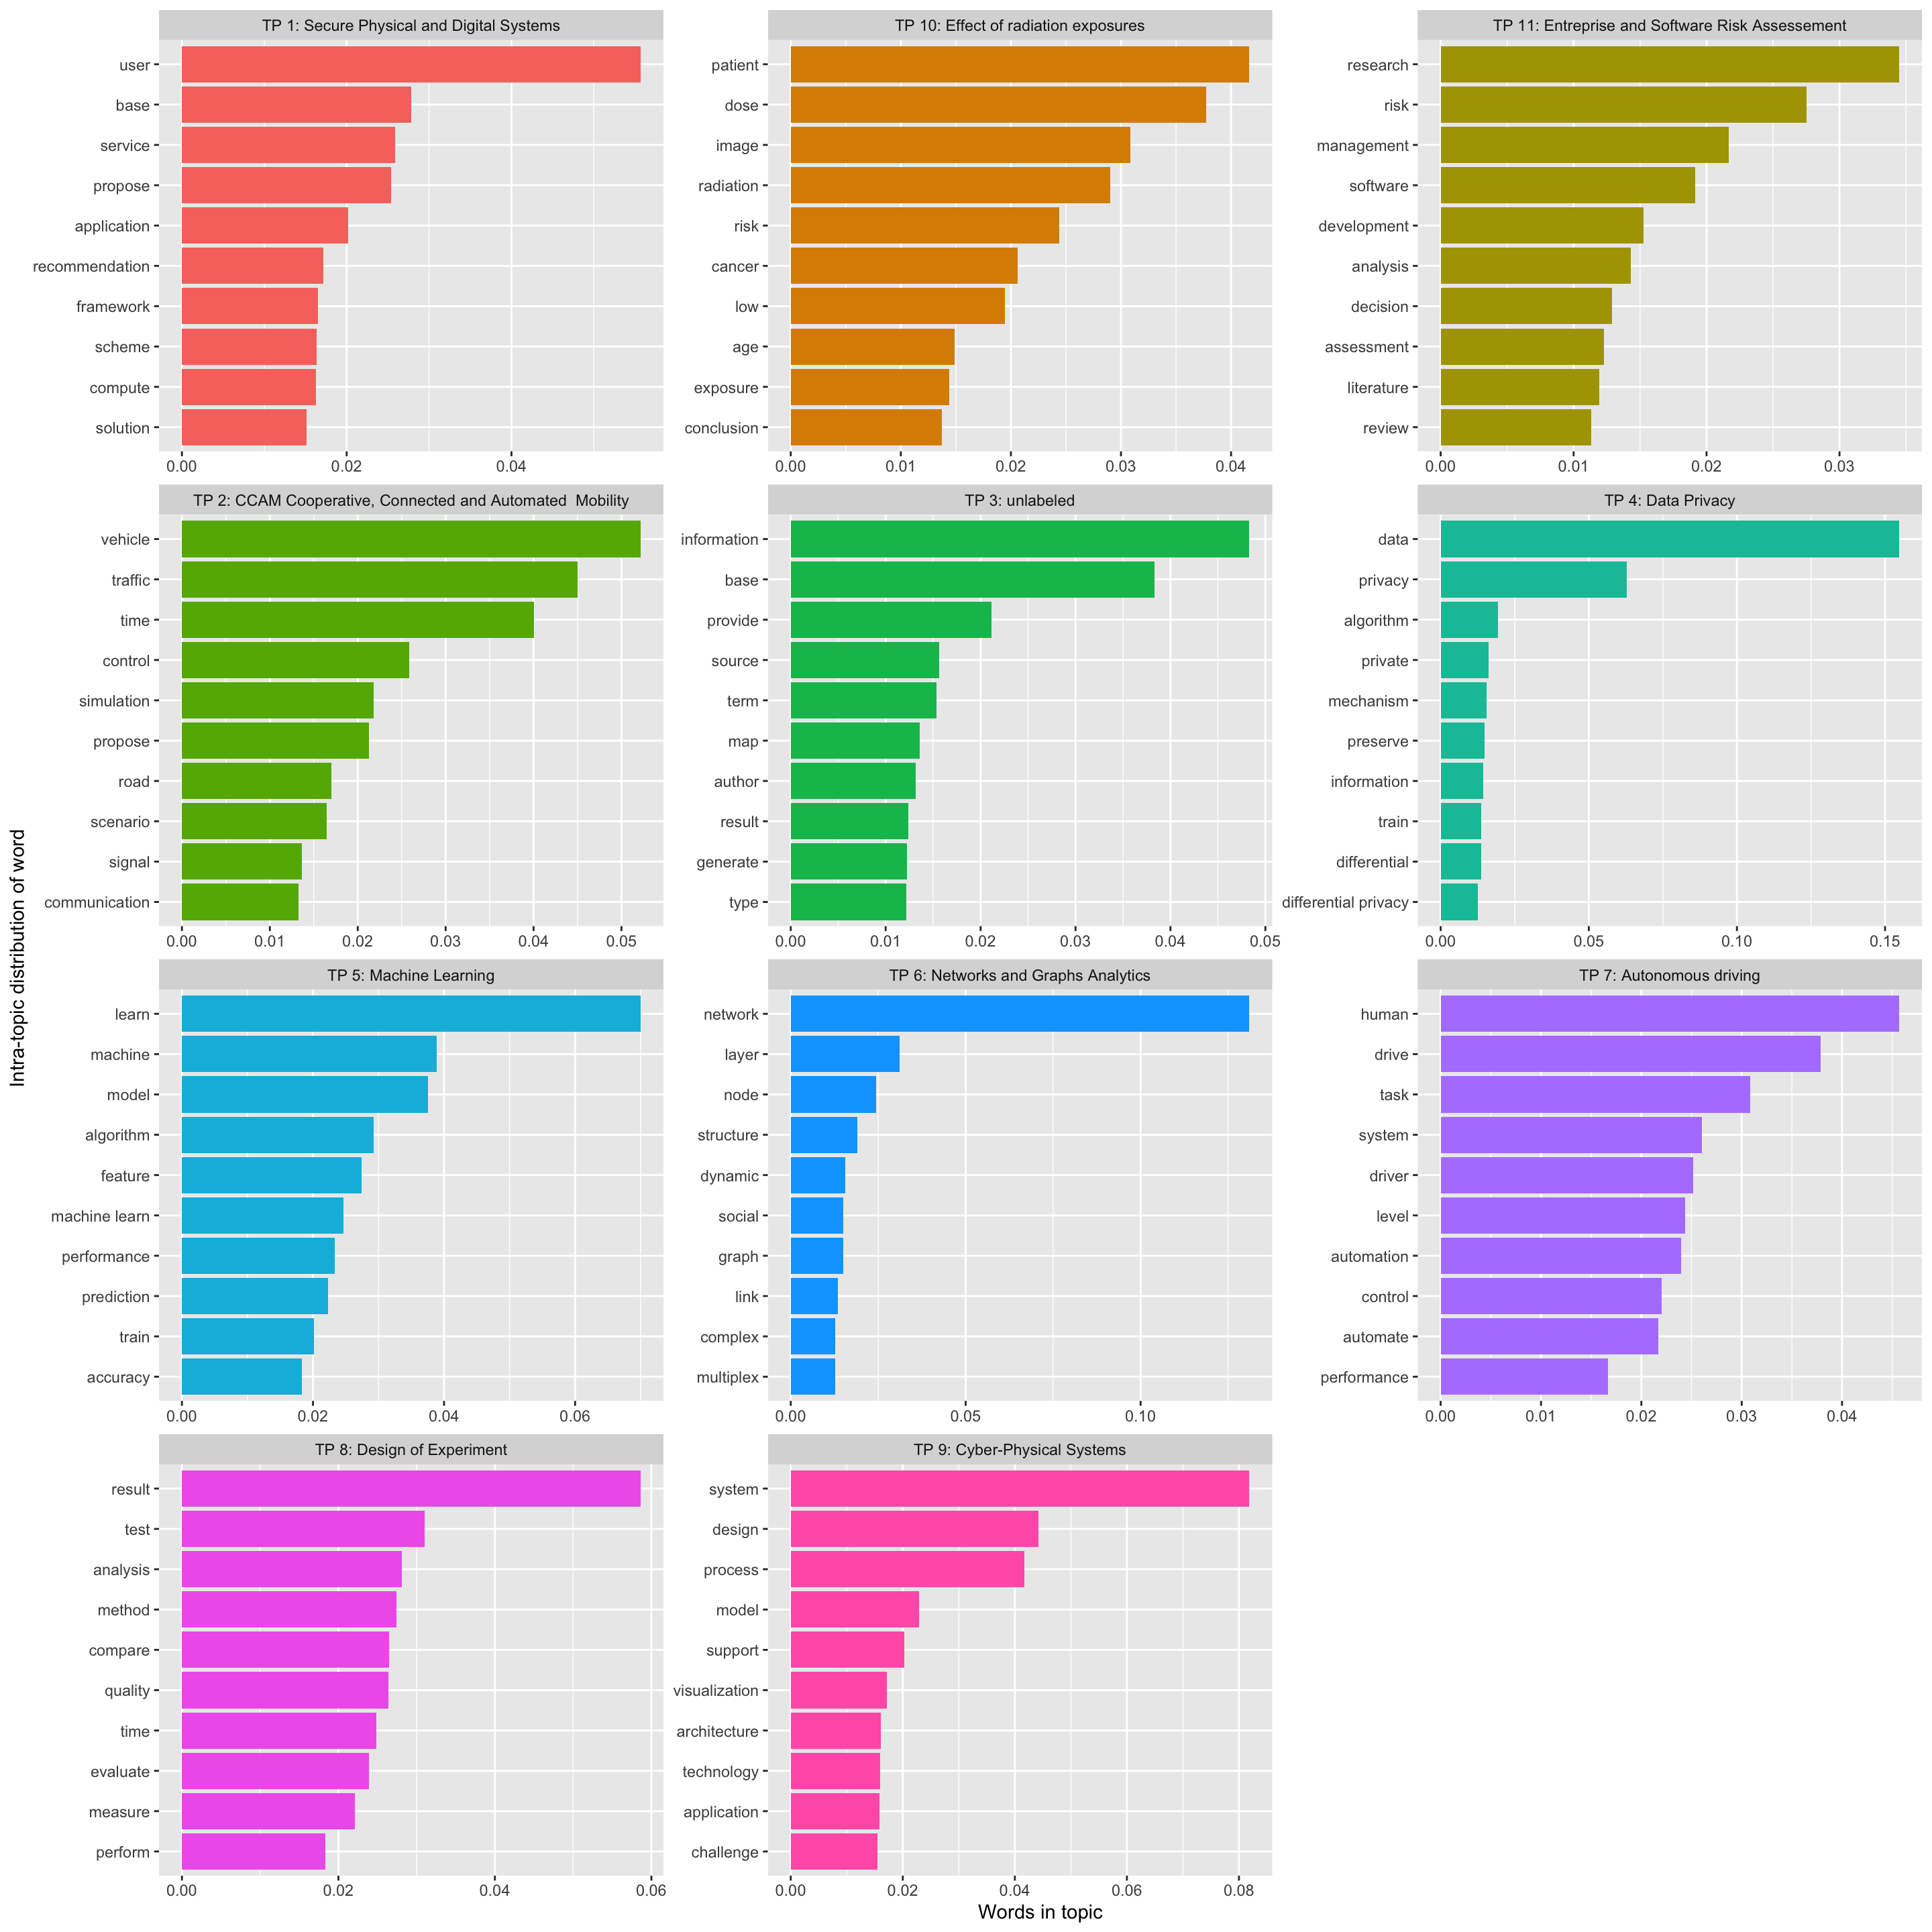 TP 1: Secure Physical and Digital Systems
user
base
service
propose
application
recommendation
framework
scheme
compute
solution
0.00 0.02 0.04
TP 10: Effect of radiation exposures
patient
dose
image
radiation
risk
cancer
low
age
exposure
conclusion
0.00 0.01 0.02 0.03 0.04
TP 11: Entreprise and Software Risk Assessement
research
risk
management
software
development
analysis
decision
assessment
literature
review
0.00 0.01 0.02 0.03
TP 2: CCAM Cooperative, Connected and Automated  Mobility
vehicle
traffic
time
control
simulation
propose
road
scenario
signal
communication
0.00 0.01 0.02 0.03 0.04 0.05
TP 3: unlabeled
information
base
provide
source
term
map
author
result
generate
type
0.00 0.01 0.02 0.03 0.04 0.05
TP 4: Data Privacy
data
privacy
algorithm
private
mechanism
preserve
information
train
differential
differential privacy
0.00 0.05 0.10 0.15
TP 5: Machine Learning
learn
machine
model
algorithm
feature
machine learn
performance
prediction
train
accuracy
0.00 0.02 0.04 0.06
TP 6: Networks and Graphs Analytics
network
layer
node
structure
dynamic
social
graph
link
complex
multiplex
0.00 0.05 0.10
TP 7: Autonomous driving
human
drive
task
system
driver
level
automation
control
automate
performance
0.00 0.01 0.02 0.03 0.04
TP 8: Design of Experiment
result
test
analysis
method
compare
quality
time
evaluate
measure
perform
0.00 0.02 0.04 0.06
TP 9: Cyber-Physical Systems
system
design
process
model
support
visualization
architecture
technology
application
challenge
0.00 0.02 0.04 0.06 0.08
Words in topic
Intra-topic distribution of word